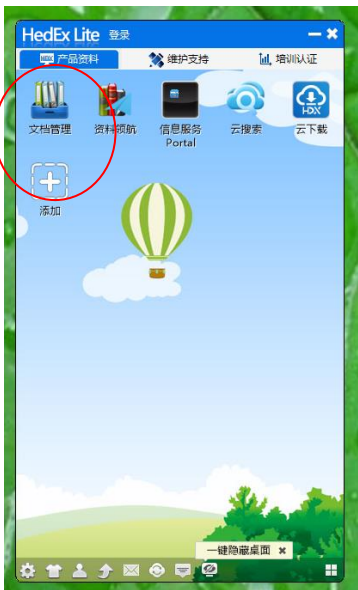 HedEx Lite 登录
HEDEX 产品资料 维护支持 培训认证
文档管理 资料领航 信息服务 Portal 云搜索 云下载
HDX
添加
一键隐藏桌面